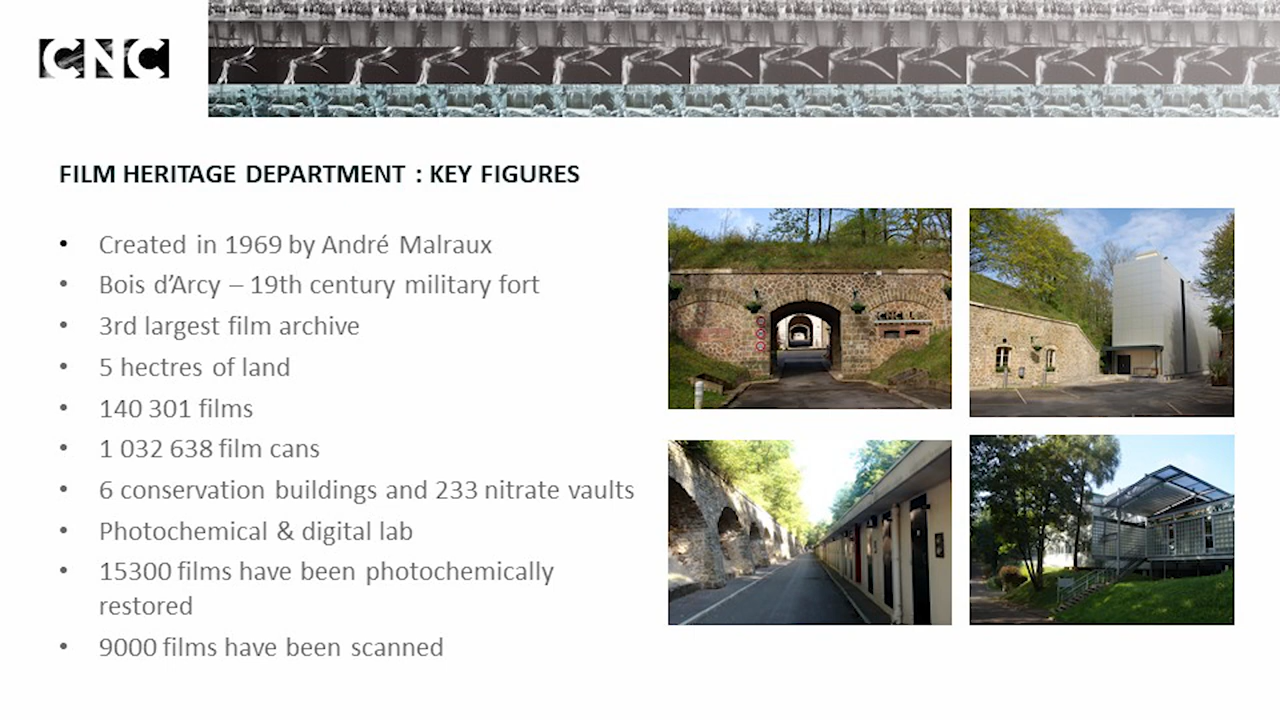 CNC
FILM HERITAGE DEPARTMENT : KEY FIGURES
• Created in 1969 by André Malraux
• Bois d’Arcy – 19th century military fort
• 3rd largest film archive
• 5 hectres of land
• 140 301 films
• 1 032 638 film cans
• 6 conservation buildings and 233 nitrate vaults
• Photochemical & digital lab
• 15300 films have been photochemically
restored
• 9000 films have been scanned